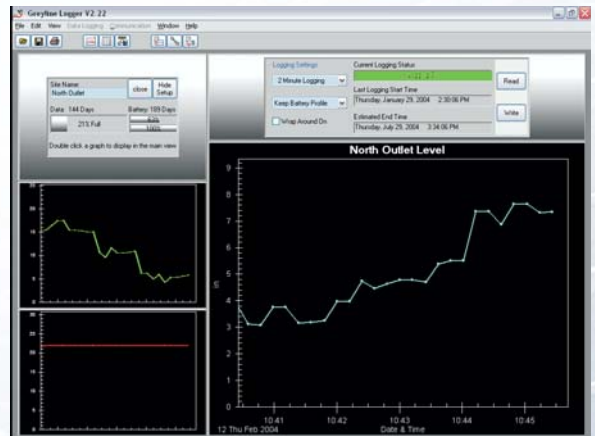 Greyline Logger V2.22
File Edit View Data Logging Communication Window Help
Site Name
North Outlet
close
Hide Setup
Data: 144 Days
Battery: 189 Days
21% Full
83%
100%
Double click a graph to display in the main view
Logging Settings
2 Minute Logging
Keep Battery Profile
Wrap Around On
Current Logging Status
Last Logging Start Time
Thursday, January 29, 2004 2:38:06 PM
Estimated End Time
Thursday, July 29, 2004 3:34:06 PM
Read
Write
North Outlet Level
9
8
7
6
5
4
3
2
1
0
in
10:41 10:42 10:43 10:44 10:45
12 Thu Feb 2004
Date & Time